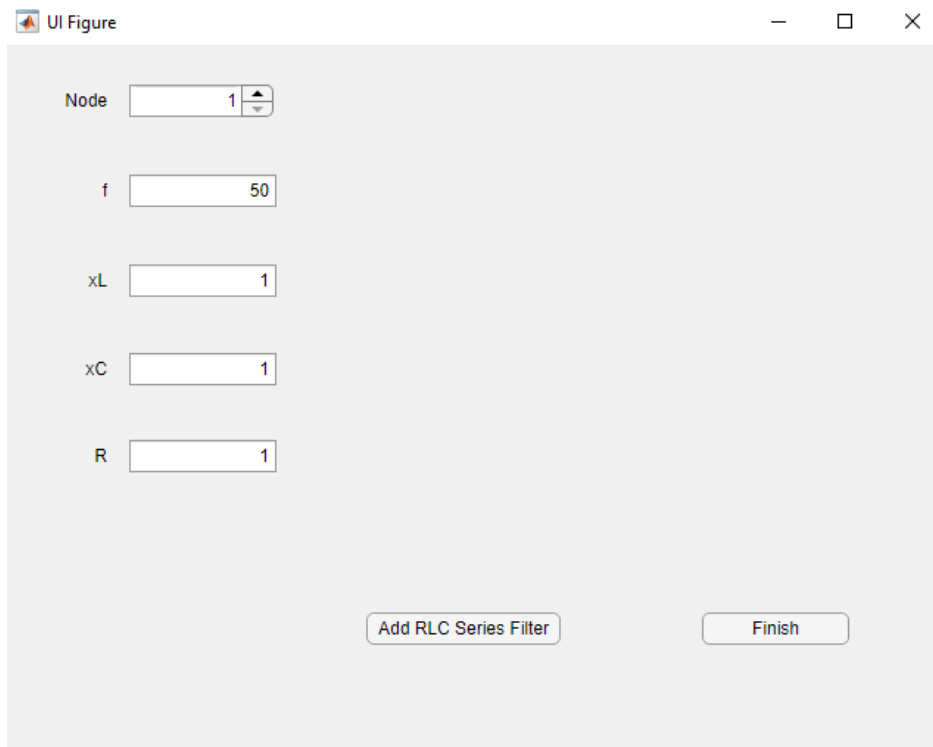 UI Figure
Node 1
f 50
xL 1
xC 1
R 1
Add RLC Series Filter Finish